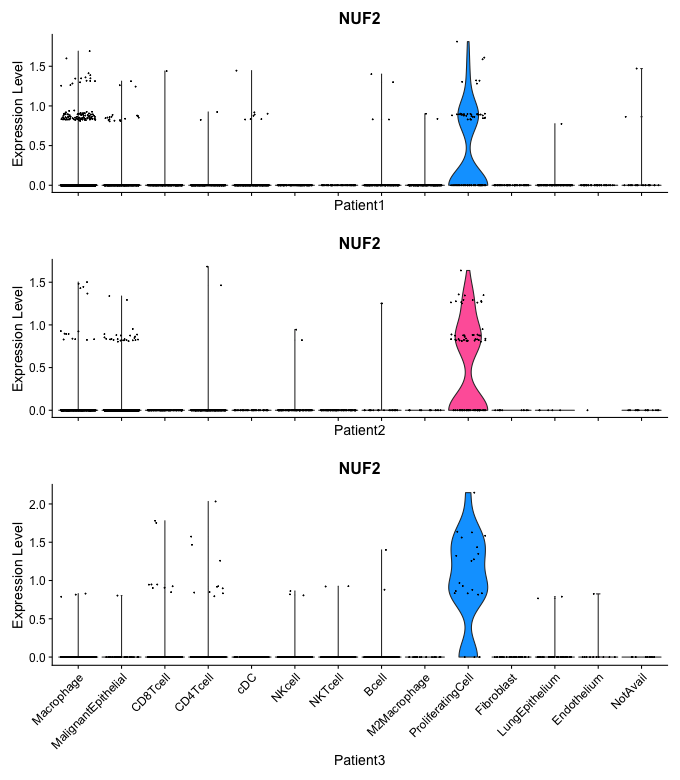 NUF2
Expression Level
1.5
1.0
0.5
0.0
Patient1
NUF2
Expression Level
1.5
1.0
0.5
0.0
Patient2
NUF2
Expression Level
2.0
1.5
1.0
0.5
0.0
Macrophage
MalignantEpithelial
CD8Tcell
CD4Tcell
cDC
NKcell
NKTcell
Bcell
M2Macrophage
ProliferatingCell
Fibroblast
LungEpithelium
Endothelium
NotAvail
Patient3